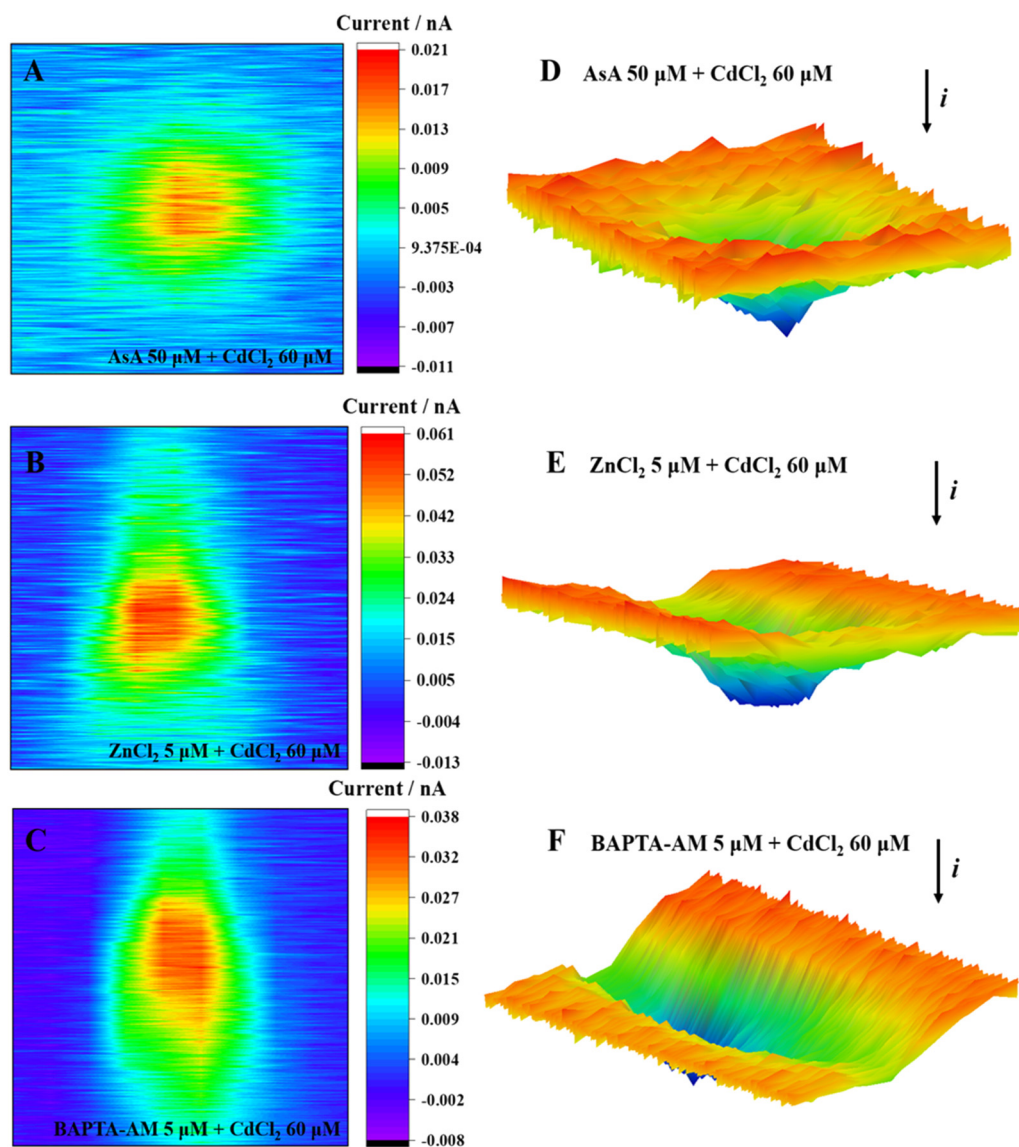 Current / nA
A
0.021
0.017
0.013
0.009
0.005
9.375E-04
-0.003
-0.007
-0.011
AsA 50 μM + CdCl₂ 60 μM
D AsA 50 μM + CdCl₂ 60 μM
i
Current / nA
B
0.061
0.052
0.042
0.033
0.024
0.015
0.005
-0.004
-0.013
ZnCl₂ 5 μM + CdCl₂ 60 μM
E ZnCl₂ 5 μM + CdCl₂ 60 μM
i
Current / nA
C
0.038
0.032
0.027
0.021
0.015
0.009
0.004
-0.002
-0.008
BAPTA-AM 5 μM + CdCl₂ 60 μM
F BAPTA-AM 5 μM + CdCl₂ 60 μM
i